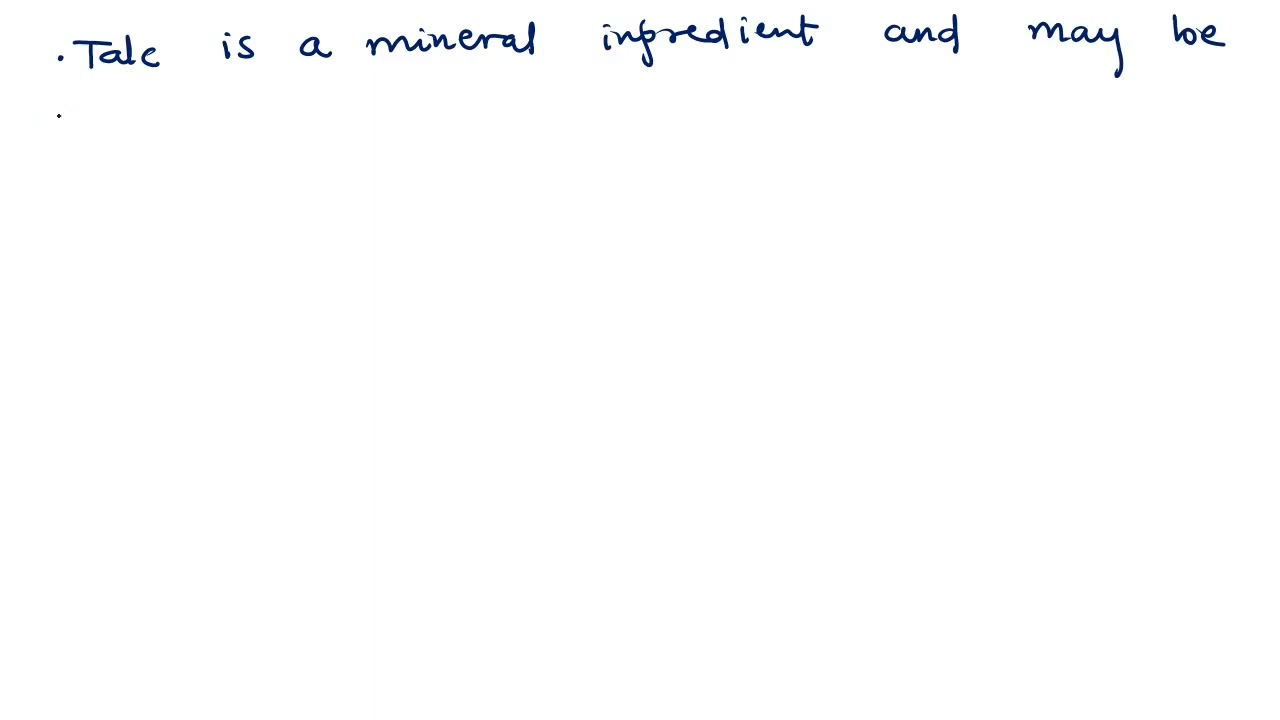 . Talc is a mineral ingredient and may be
.